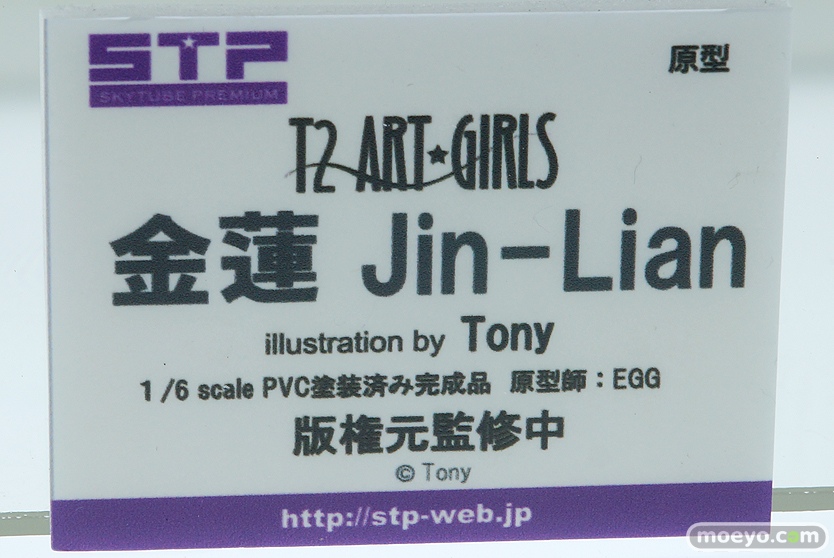 STP
SKYTUBE PREMIUM
原型
T2 ART★GIRLS
金蓮 Jin-Lian
illustration by Tony
1/6 scale PVC塗装済み完成品 原型師：EGG
版権元監修中
© Tony
http://stp-web.jp
moeyo.com